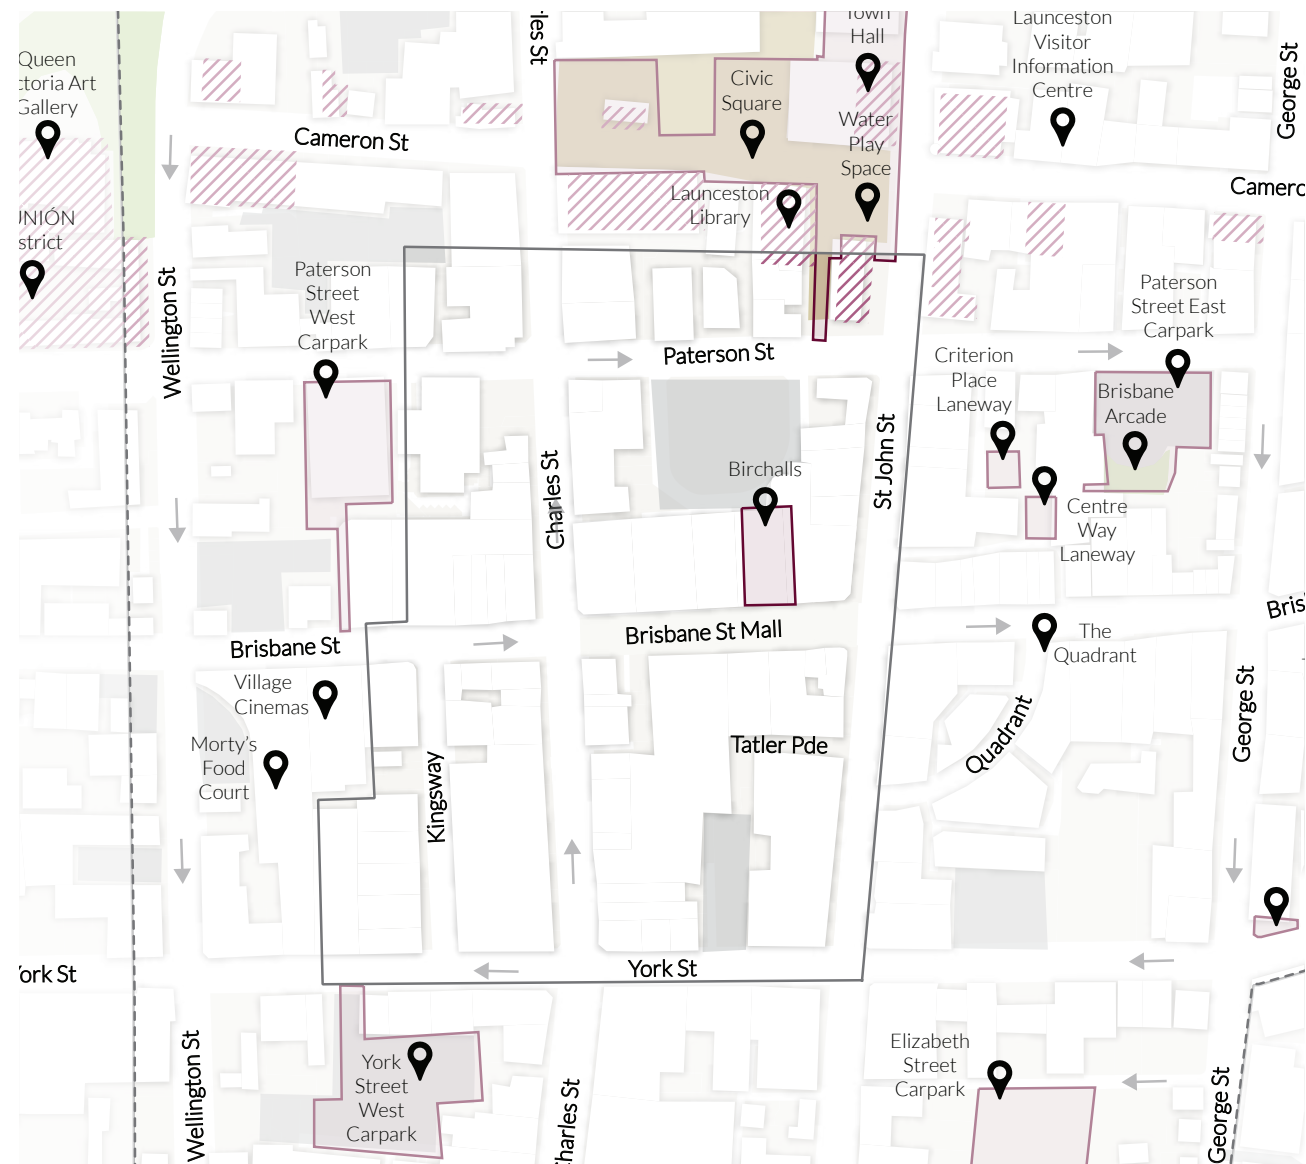 les St
Town
Hall
Launceston
Visitor
Information
Centre
George St
Queen
ctoria Art
Gallery
Civic
Square
Cameron St
Water
Play
Space
Camero
Launceston
Library
UNIÓN
strict
Wellington St
Paterson
Street
West
Carpark
Paterson
Street East
Carpark
Paterson St
Criterion
Place
Laneway
Brisbane
Arcade
St John St
Charles St
Birchalls
Centre
Way
Laneway
Bris
Brisbane St
Brisbane St Mall
The
Quadrant
Village
Cinemas
George St
Quadrant
Morty's
Food
Court
Tatler Pde
Kingsway
York St
York St
Wellington St
York
Street
West
Carpark
Charles St
Elizabeth
Street
Carpark
George St